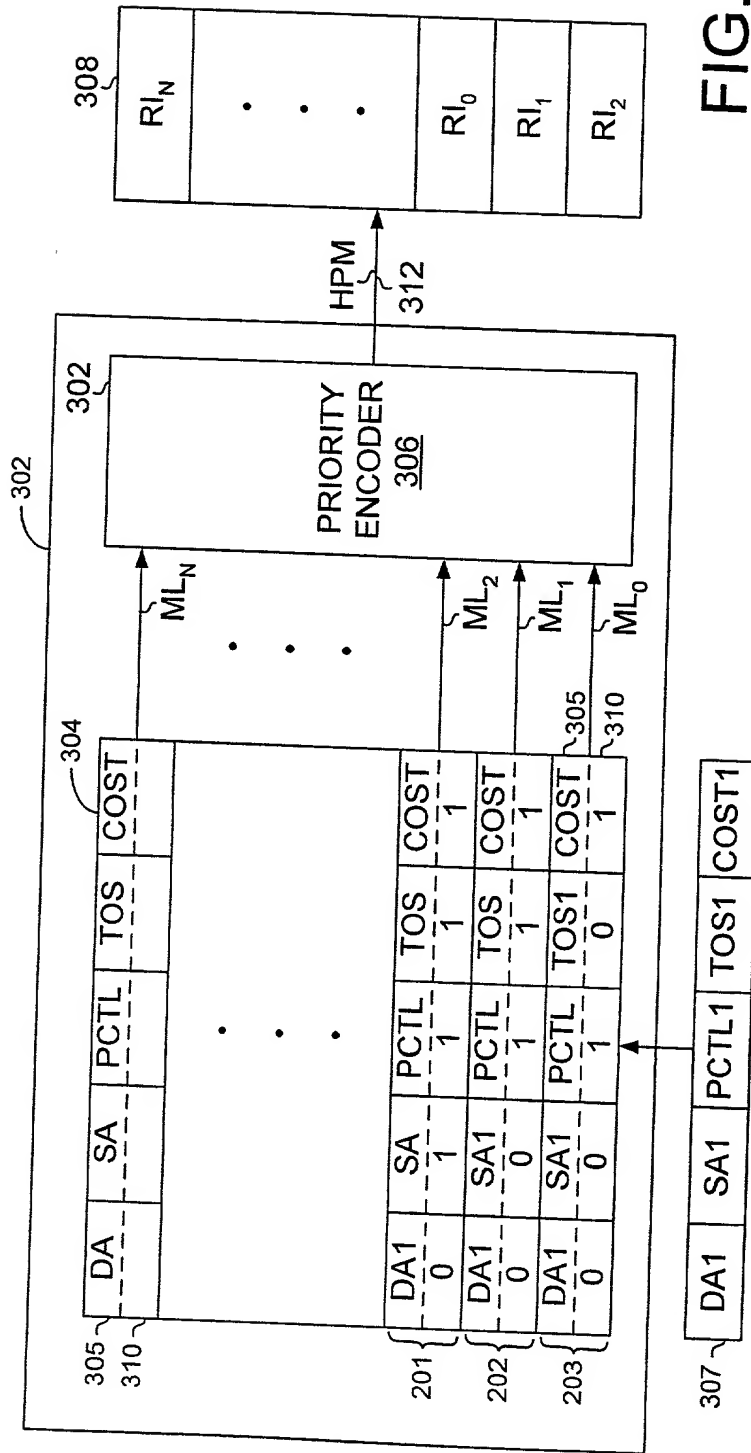 302
304
305
DA
SA
PCTL
TOS
COST
310
ML_N
302
PRIORITY
ENCODER
306
HPM
312
308
RI_N
RI_0
RI_1
RI_2
201
DA1
SA
PCTL
TOS
COST
0
1
1
1
1
ML_2
202
DA1
SA1
PCTL
TOS
COST
0
0
1
1
1
ML_1
203
DA1
SA1
PCTL
TOS1
COST
305
0
0
1
0
1
310
ML_0
307
DA1
SA1
PCTL1
TOS1
COST1
FIG.